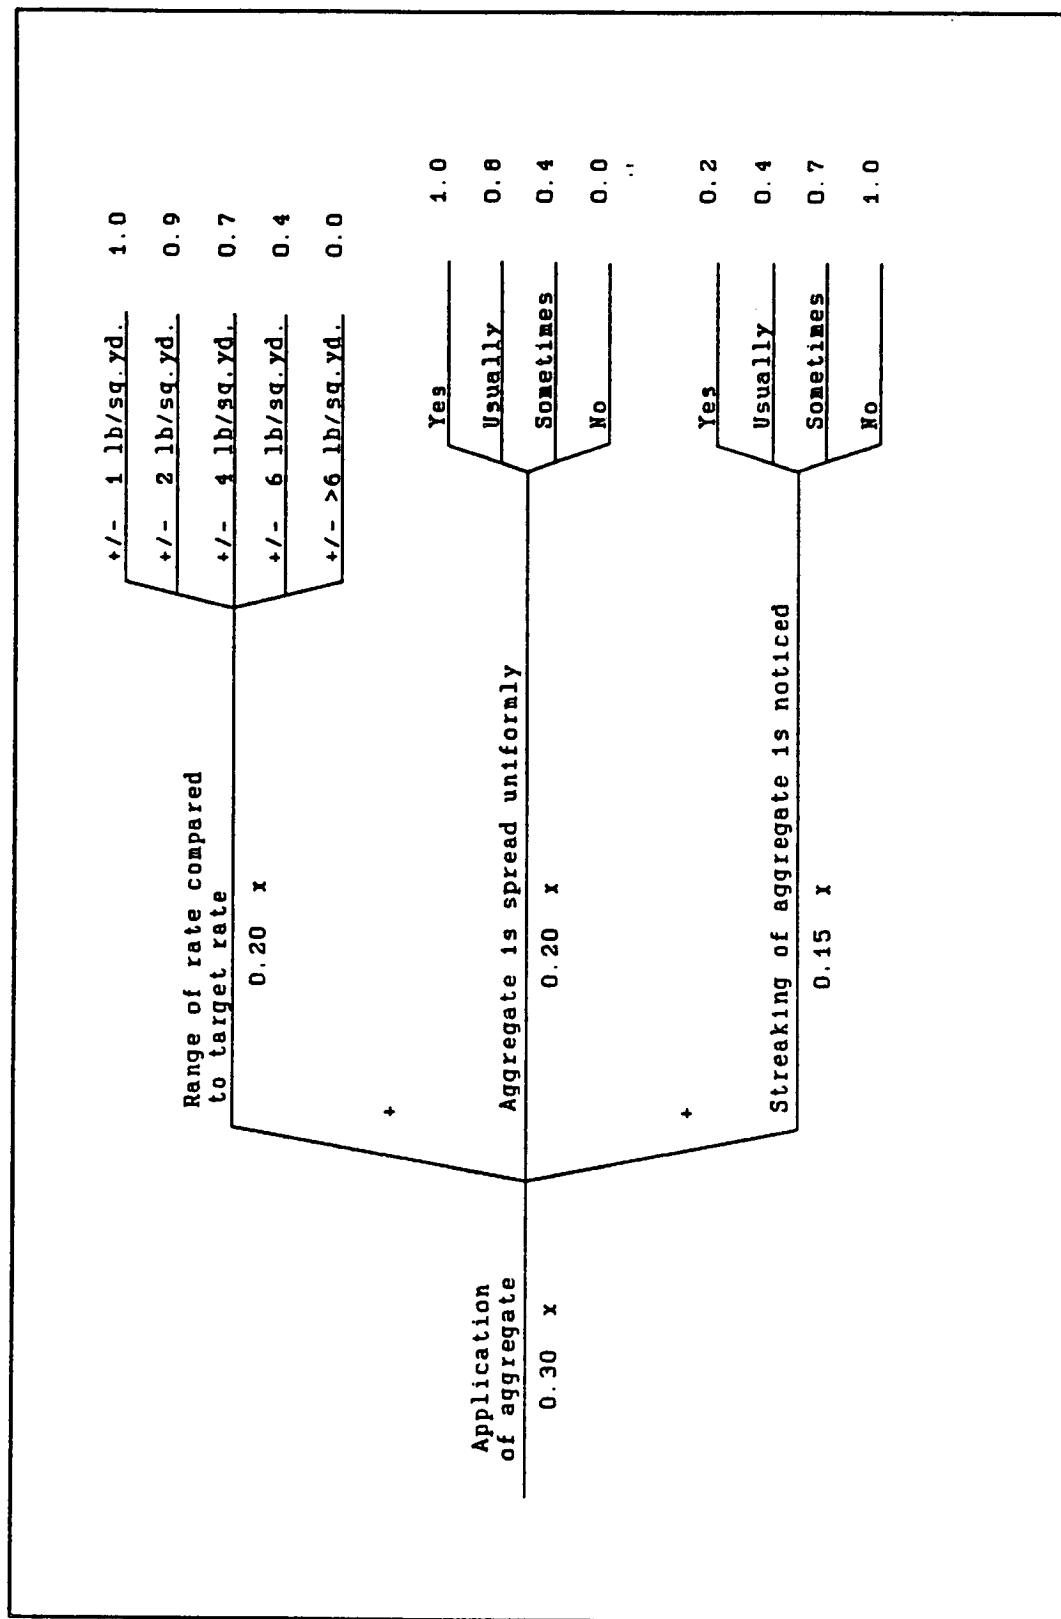 +/- 1 lb/sq.yd. 1.0
+/- 2 lb/sq.yd. 0.9
Range of rate compared
to target rate
+/- 4 lb/sq.yd. 0.7
0.20 x
+/- 6 lb/sq.yd. 0.4
+/- >6 lb/sq.yd. 0.0
+
Yes 1.0
Application
of aggregate
Aggregate is spread uniformly
Usually 0.8
0.30 x
0.20 x
Sometimes 0.4
No 0.0
+
Yes 0.2
Streaking of aggregate is noticed
Usually 0.4
0.15 x
Sometimes 0.7
No 1.0